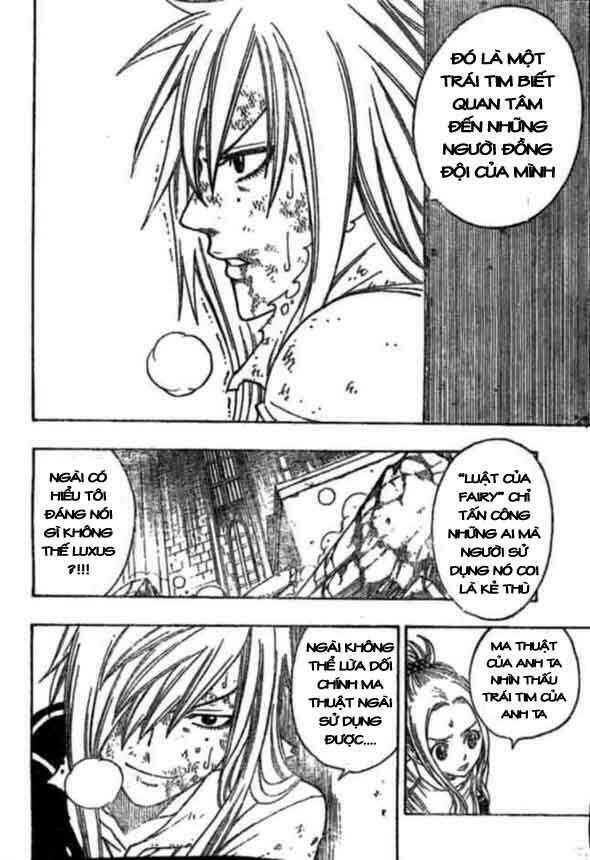 ĐÓ LÀ MỘT
TRÁI TIM BIẾT
QUAN TÂM
ĐẾN NHỮNG
NGƯỜI ĐỒNG
ĐỘI CỦA MÌNH
"LUẬT CỦA
FAIRY" CHỈ
TẤN CÔNG
NHỮNG AI MÀ
NGƯỜI SỬ
DỤNG NÓ COI
LÀ KẺ THÙ
NGÀI CÓ
HIỂU TÔI
ĐÁNG NÓI
GÌ KHÔNG
THẾ LUXUS
?!!!
MA THUẬT
CỦA ANH TA
NHÌN THẤU
TRÁI TIM CỦA
ANH TA
NGÀI KHÔNG
THỂ LỪA DỐI
CHÍNH MA
THUẬT NGÀI
SỬ DỤNG
ĐƯỢC....